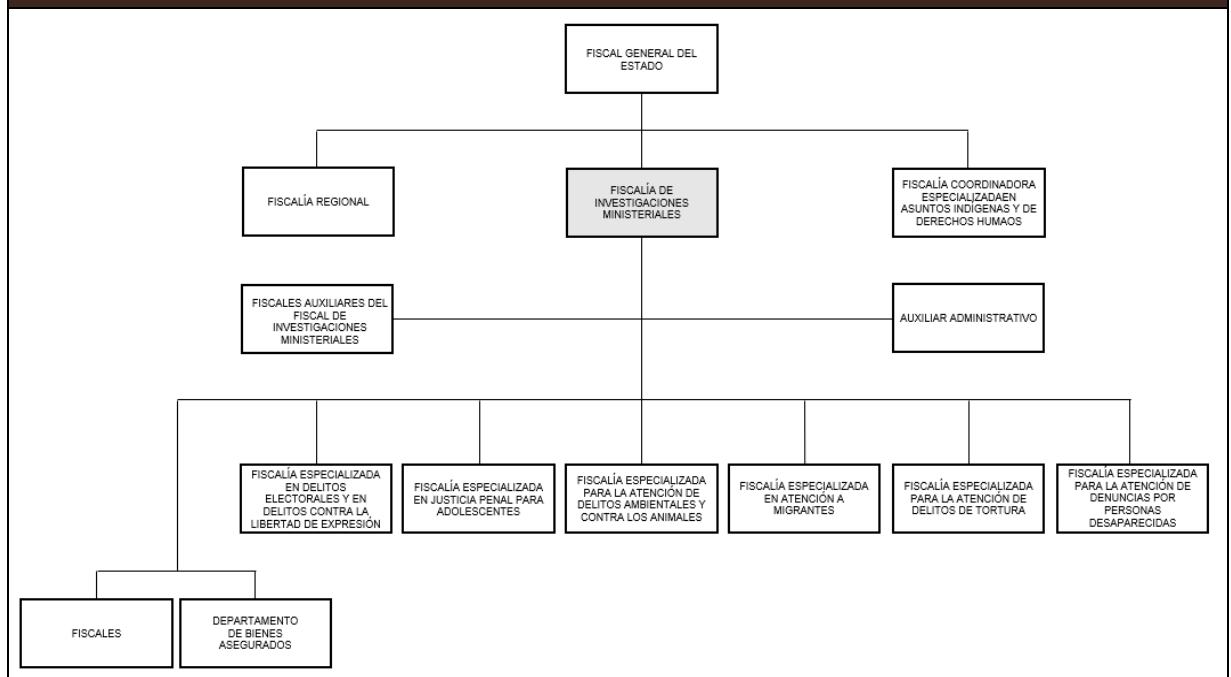 FISCAL GENERAL DEL
ESTADO
FISCALÍA REGIONAL
FISCALÍA DE
INVESTIGACIONES
MINISTERIALES
FISCALÍA COORDINADORA
ESPECIALIZADAEN
ASUNTOS INDÍGENAS Y DE
DERECHOS HUMAOS
FISCALES AUXILIARES DEL
FISCAL DE
INVESTIGACIONES
MINISTERIALES
AUXILIAR ADMINISTRATIVO
FISCALÍA ESPECIALIZADA
EN DELITOS
ELECTORALES Y EN
DELITOS CONTRA LA
LIBERTAD DE EXPRESIÓN
FISCALÍA ESPECIALIZADA
EN JUSTICIA PENAL PARA
ADOLESCENTES
FISCALÍA ESPECIALIZADA
PARA LA ATENCIÓN DE
DELITOS AMBIENTALES Y
CONTRA LOS ANIMALES
FISCALÍA ESPECIALIZADA
EN ATENCIÓN A
MIGRANTES
FISCALÍA ESPECIALIZADA
PARA LA ATENCIÓN DE
DELITOS DE TORTURA
FISCALÍA ESPECIALIZADA
PARA LA ATENCIÓN DE
DENUNCIAS POR
PERSONAS
DESAPARECIDAS
FISCALES
DEPARTAMENTO
DE BIENES
ASEGURADOS